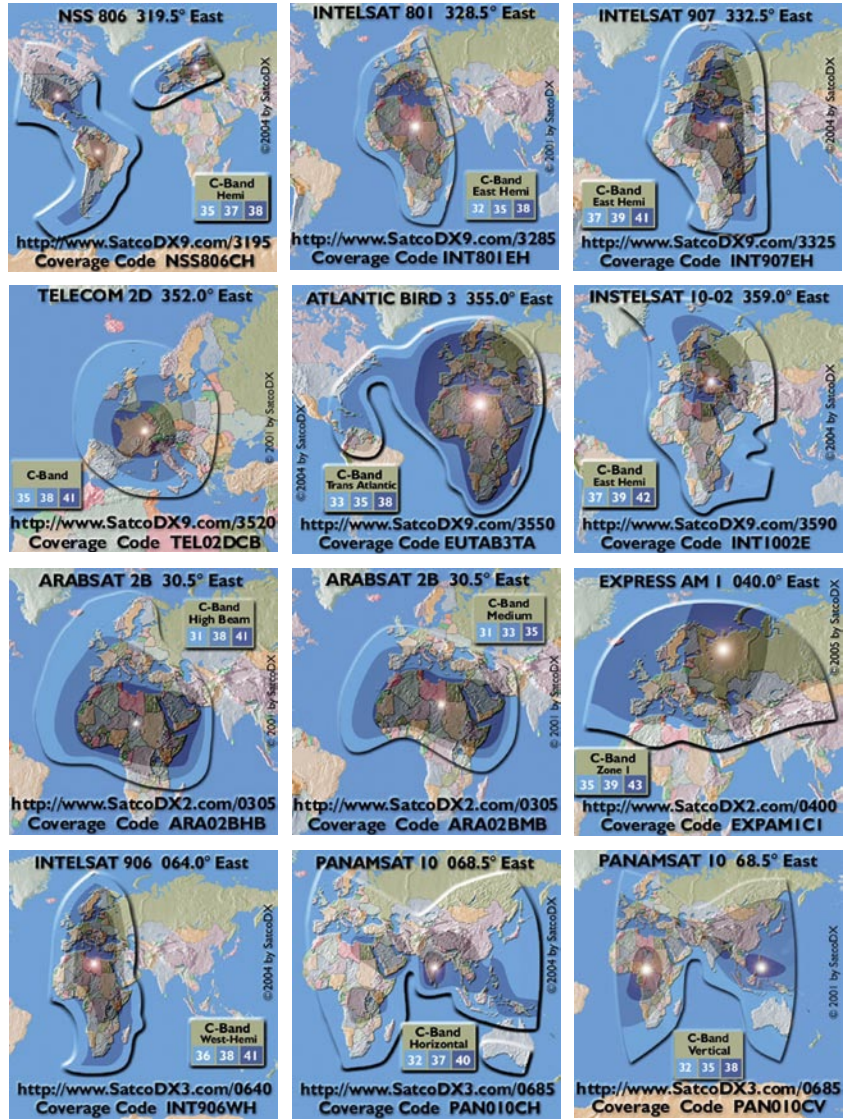 NSS 806 319.5° East
C-Band
Hemi
35 37 38
© 2004 by SatcoDX
http://www.SatcoDX9.com/3195
Coverage Code NSS806CH
INTELSAT 801 328.5° East
C-Band
East Hemi
32 35 38
© 2001 by SatcoDX
http://www.SatcoDX9.com/3285
Coverage Code INT801EH
INTELSAT 907 332.5° East
C-Band
East Hemi
37 39 41
© 2004 by SatcoDX
http://www.SatcoDX9.com/3325
Coverage Code INT907EH
TELECOM 2D 352.0° East
C-Band
35 38 41
© 2001 by SatcoDX
http://www.SatcoDX9.com/3520
Coverage Code TEL02DCB
ATLANTIC BIRD 3 355.0° East
C-Band
Trans Atlantic
33 35 38
©2004 by SatcoDX
http://www.SatcoDX9.com/3550
Coverage Code EUTAB3TA
INSTELSAT 10-02 359.0° East
C-Band
East Hemi
37 39 42
©2004 by SatcoDX
http://www.SatcoDX9.com/3590
Coverage Code INT1002E
ARABSAT 2B 30.5° East
C-Band
High Beam
31 38 41
© 2001 by SatcoDX
http://www.SatcoDX2.com/0305
Coverage Code ARA02BHB
ARABSAT 2B 30.5° East
C-Band
Medium
31 33 35
© 2001 by SatcoDX
http://www.SatcoDX2.com/0305
Coverage Code ARA02BMB
EXPRESS AM 1 040.0° East
C-Band
Zone 1
35 39 43
©2005 by SatcoDX
http://www.SatcoDX2.com/0400
Coverage Code EXPAM1C1
INTELSAT 906 064.0° East
C-Band
West-Hemi
36 38 41
©2004 by SatcoDX
http://www.SatcoDX3.com/0640
Coverage Code INT906WH
PANAMSAT 10 068.5° East
C-Band
Horizontal
32 37 40
©2004 by SatcoDX
http://www.SatcoDX3.com/0685
Coverage Code PAN010CH
PANAMSAT 10 68.5° East
C-Band
Vertical
32 35 38
© 2001 by SatcoDX
http://www.SatcoDX3.com/0685
Coverage Code PAN010CV